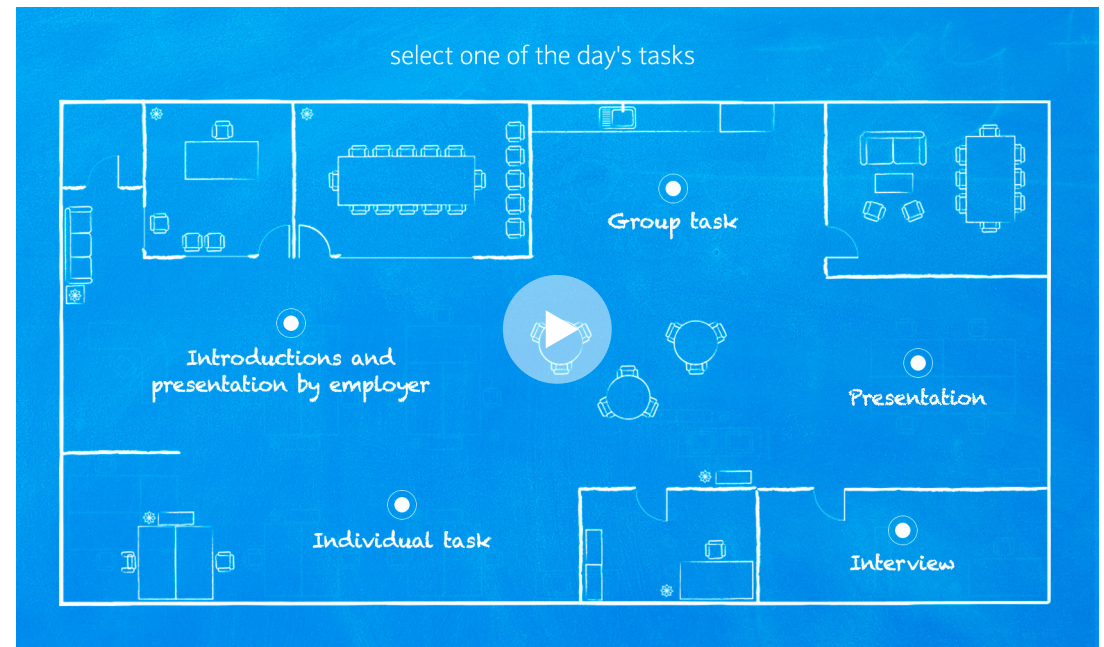 select one of the day's tasks
Group task
Introductions and
presentation by employer
Presentation
Individual task
Interview